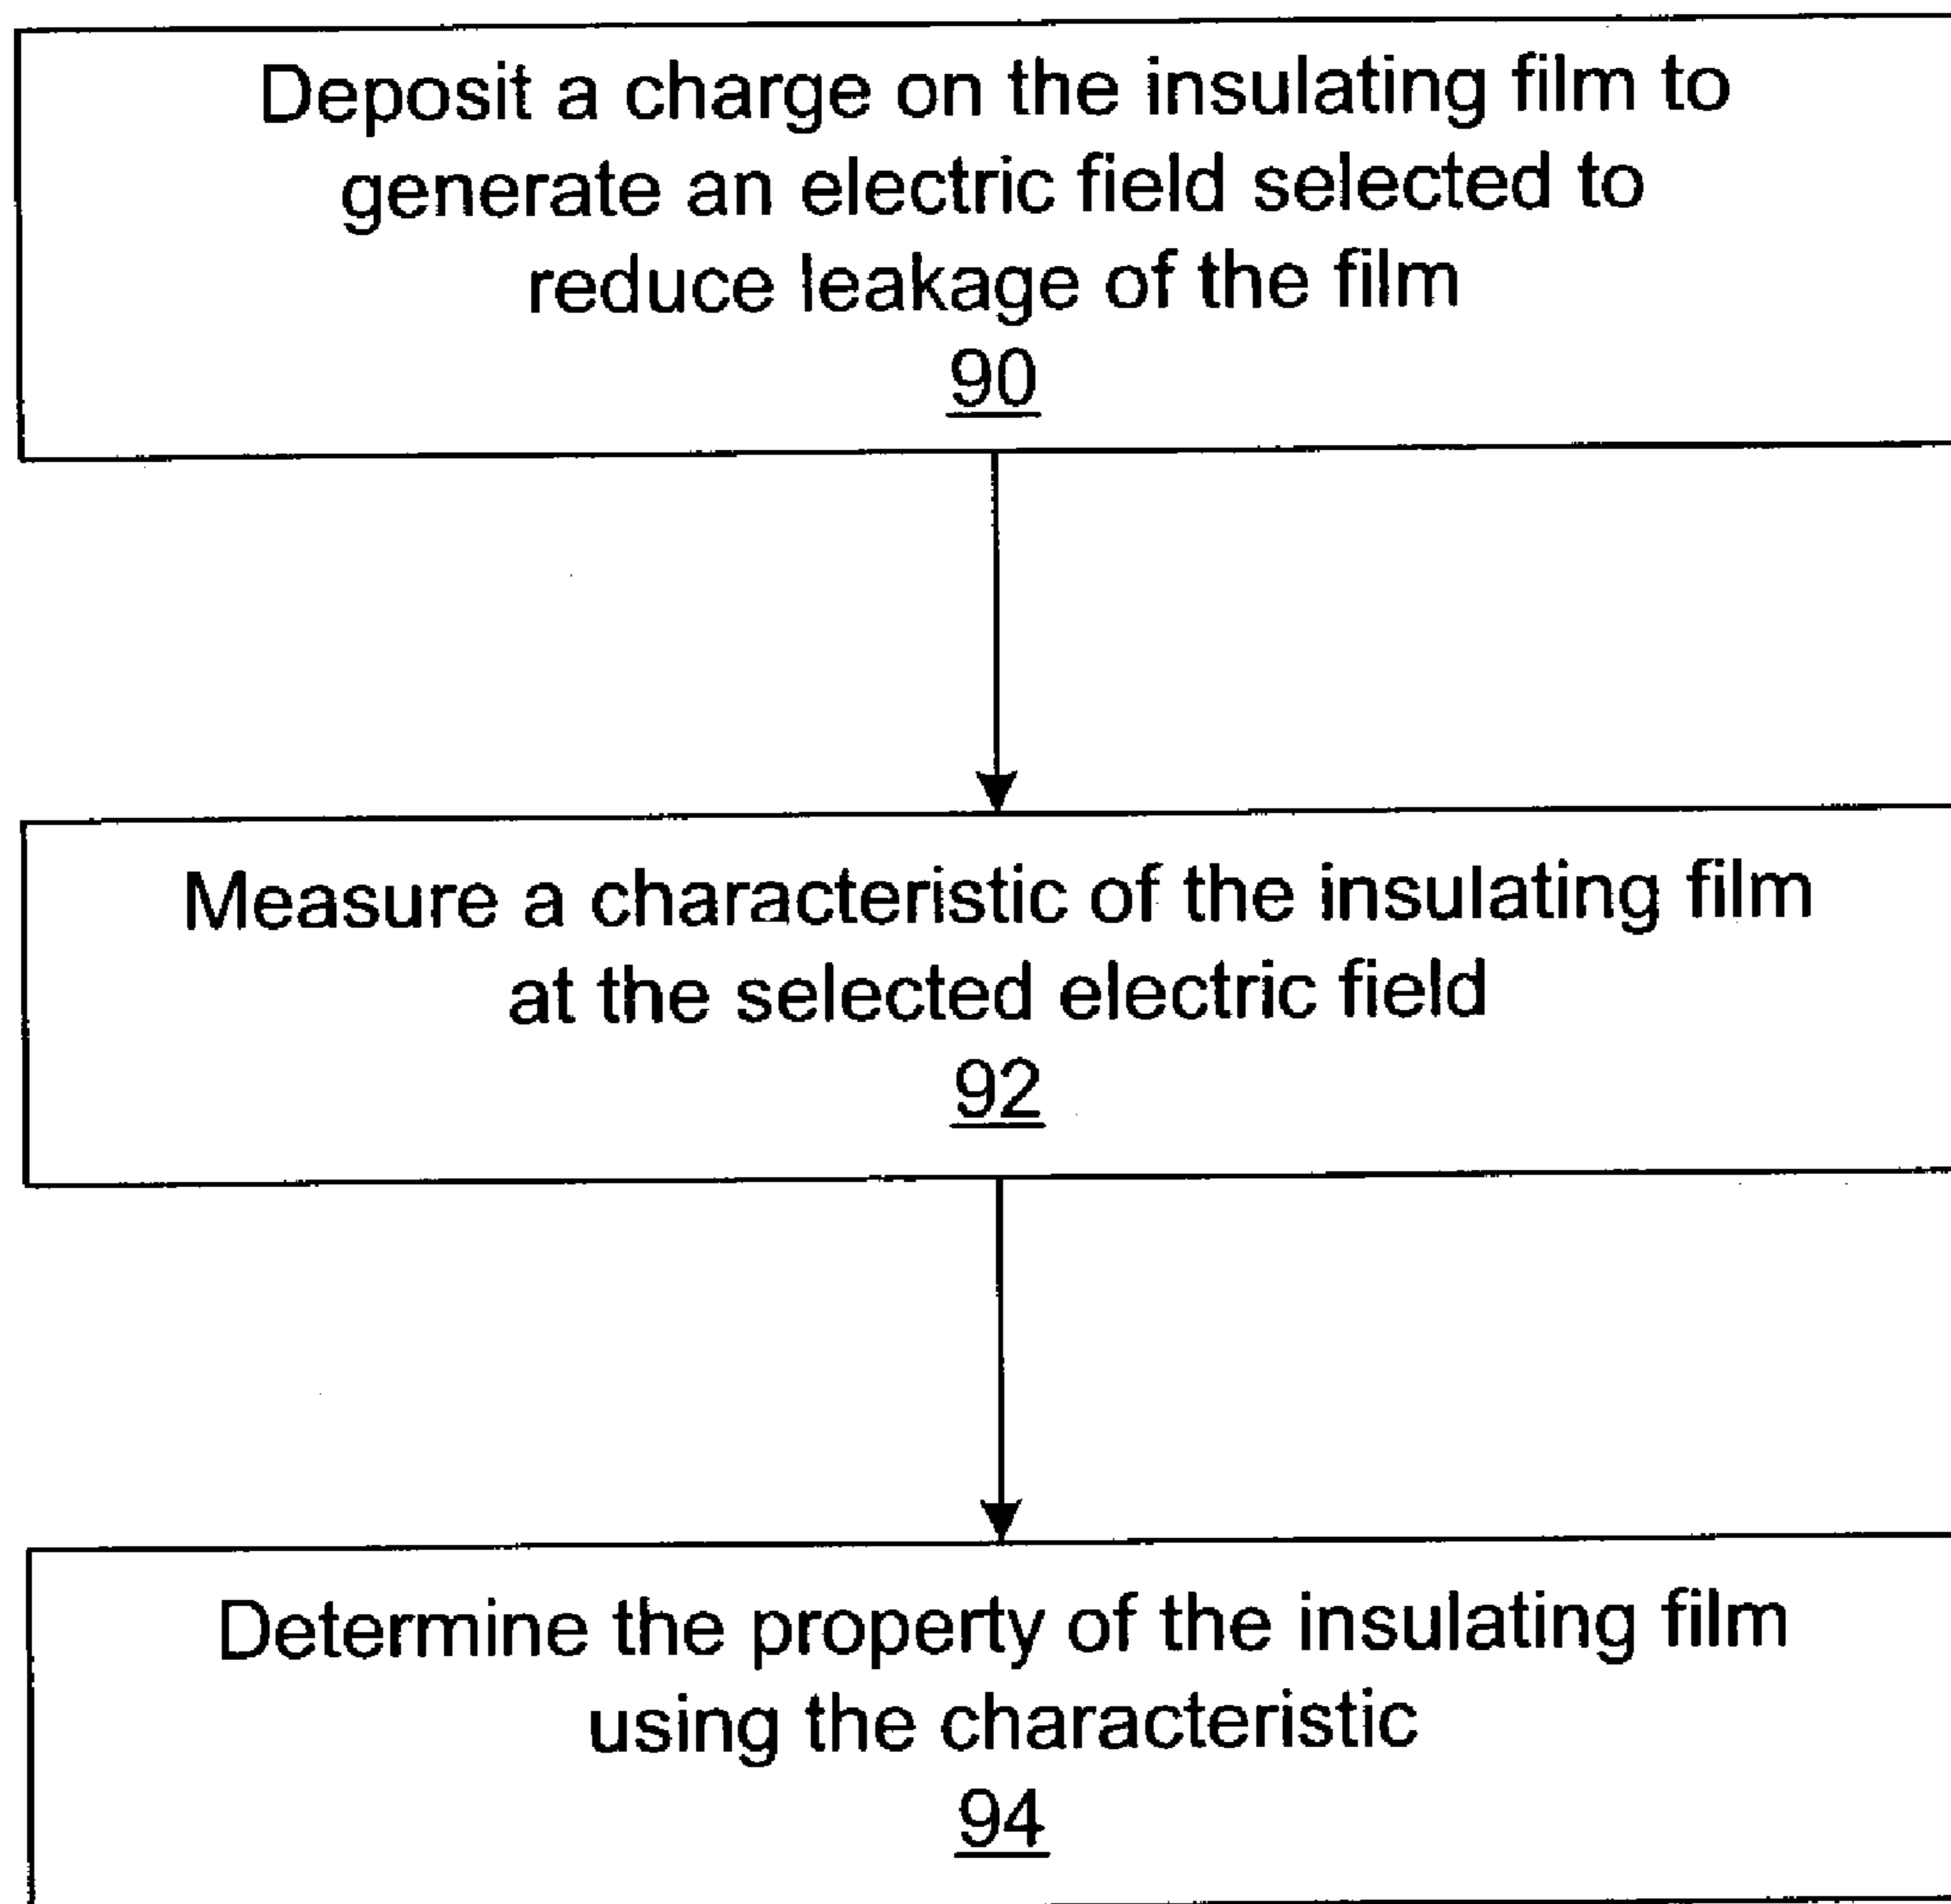 Deposit a charge on the insulating film to
generate an electric field selected to
reduce leakage of the film
90
Measure a characteristic of the insulating film
at the selected electric field
92
Determine the property of the insulating film
using the characteristic
94